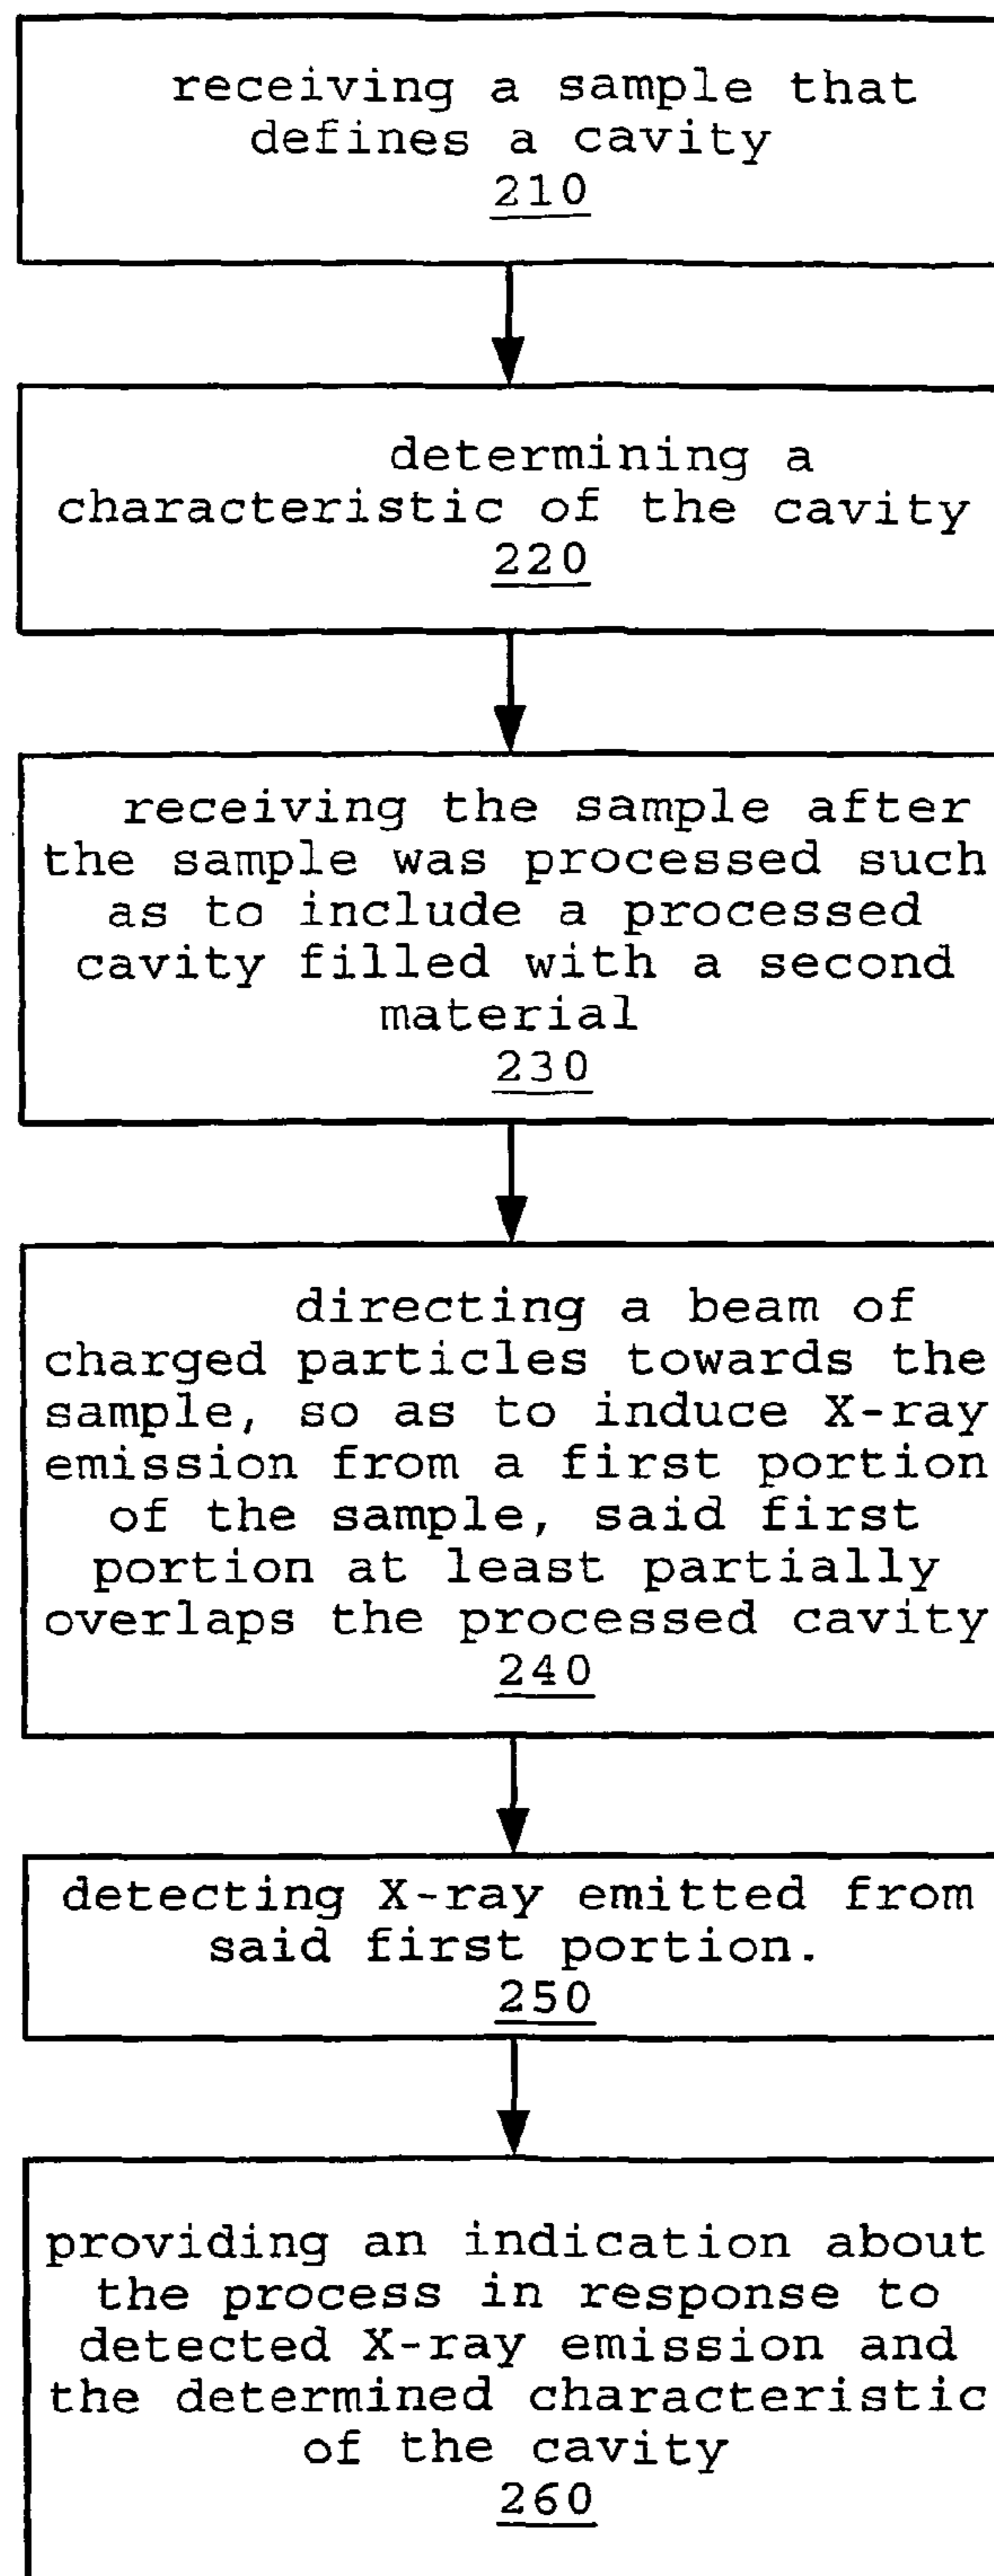 receiving a sample that
defines a cavity
210
determining a
characteristic of the cavity
220
receiving the sample after
the sample was processed such
as to include a processed
cavity filled with a second
material
230
directing a beam of
charged particles towards the
sample, so as to induce X-ray
emission from a first portion
of the sample, said first
portion at least partially
overlaps the processed cavity
240
detecting X-ray emitted from
said first portion.
250
providing an indication about
the process in response to
detected X-ray emission and
the determined characteristic
of the cavity
260